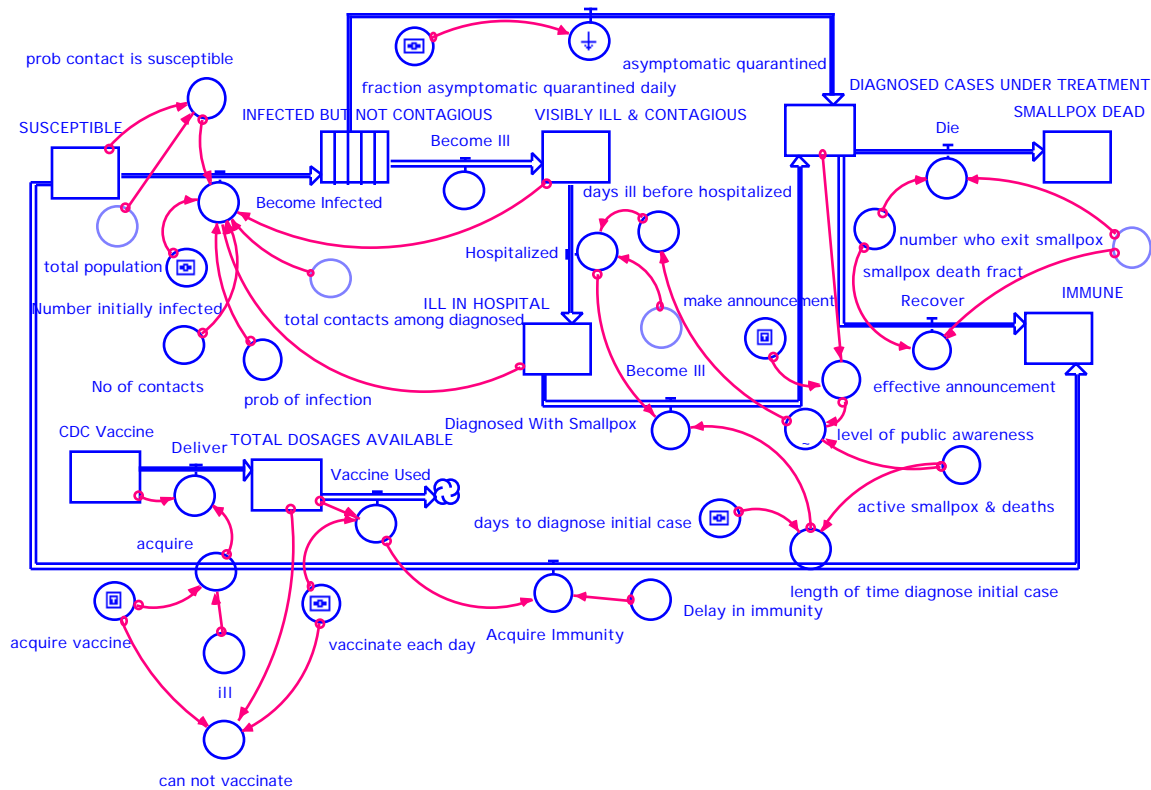 prob contact is susceptible
asymptomatic quarantined
fraction asymptomatic quarantined daily
DIAGNOSED CASES UNDER TREATMENT
SUSCEPTIBLE
INFECTED BUT NOT CONTAGIOUS
VISIBLY ILL & CONTAGIOUS
SMALLPOX DEAD
Become Ill
Die
days ill before hospitalized
Become Infected
number who exit smallpox
Hospitalized
total population
smallpox death fract
Number initially infected
ILL IN HOSPITAL
make announcement
Recover
IMMUNE
total contacts among diagnosed
No of contacts
prob of infection
Become Ill
effective announcement
Diagnosed With Smallpox
level of public awareness
~
CDC Vaccine
Deliver
TOTAL DOSAGES AVAILABLE
Vaccine Used
active smallpox & deaths
days to diagnose initial case
acquire
length of time diagnose initial case
T
T
Delay in immunity
acquire vaccine
vaccinate each day
Acquire Immunity
ill
can not vaccinate